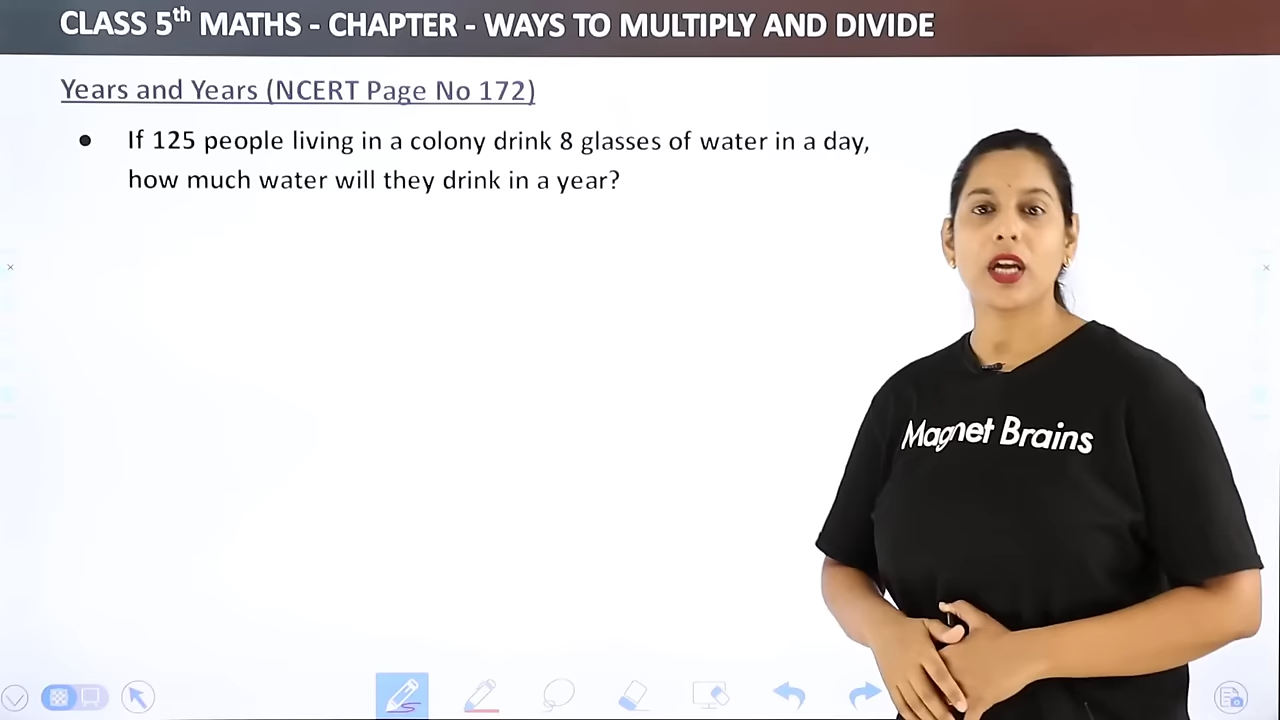 CLASS 5th MATHS - CHAPTER - WAYS TO MULTIPLY AND DIVIDE
Years and Years (NCERT Page No 172)
● If 125 people living in a colony drink 8 glasses of water in a day,
how much water will they drink in a year?
Magnet Brains